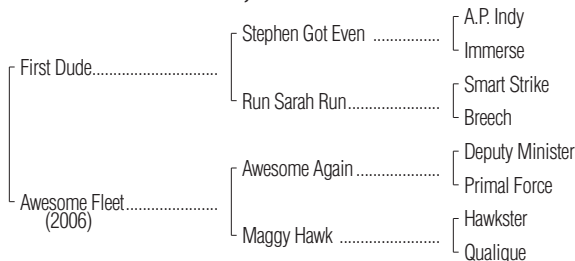 First Dude..............................
Stephen Got Even ................
A.P. Indy
Immerse
Run Sarah Run......................
Smart Strike
Breech
Awesome Fleet......................
(2006)
Awesome Again ....................
Deputy Minister
Primal Force
Maggy Hawk ........................
Hawkster
Qualique